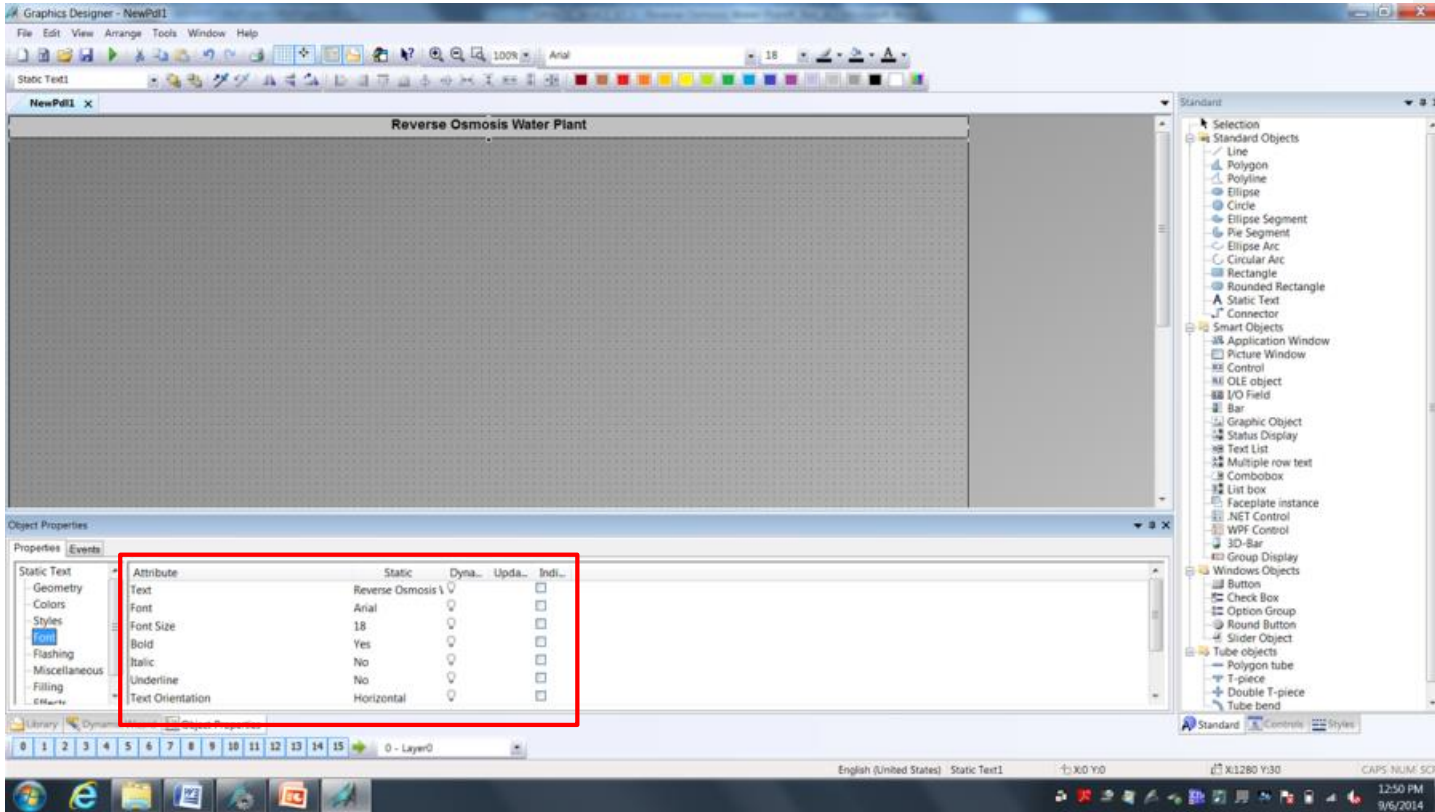 Graphics Designer - NewPdl1
File Edit View Arrange Tools Window Help
100% Arial 18
Static Text1
NewPdl1 X
Reverse Osmosis Water Plant
Standard
Selection
Standard Objects
Line
Polygon
Polyline
Ellipse
Circle
Ellipse Segment
Pie Segment
Ellipse Arc
Circular Arc
Rectangle
Rounded Rectangle
A Static Text
Connector
Smart Objects
Application Window
Picture Window
Control
OLE object
I/O Field
Bar
Graphic Object
Status Display
Text List
Multiple row text
Combobox
List box
Faceplate instance
.NET Control
WPF Control
3D-Bar
Group Display
Windows Objects
Button
Check Box
Option Group
Round Button
Slider Object
Tube objects
Polygon tube
T-piece
Double T-piece
Tube bend
Standard Controls Styles
Object Properties
Properties Events
Static Text
Geometry
Colors
Styles
Font
Flashing
Miscellaneous
Filling
Effects
Attribute Static Dyna... Upda... Indi...
Text Reverse Osmosis
Font Arial
Font Size 18
Bold Yes
Italic No
Underline No
Text Orientation Horizontal
Library Object Properties
0 1 2 3 4 5 6 7 8 9 10 11 12 13 14 15 0 - Layer0
English (United States) Static Text1 X:0 Y:0 X:1280 Y:30 CAPS NUM
12:50 PM
9/6/2014